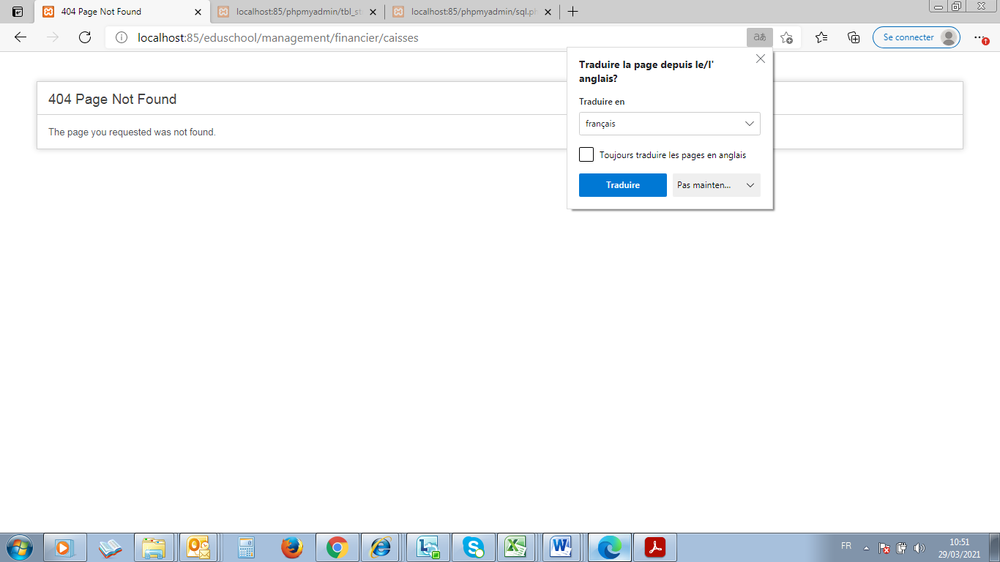 404 Page Not Found
localhost:85/phpmyadmin/tbl_st
localhost:85/phpmyadmin/sql.ph
localhost:85/eduschool/management/financier/caisses
Se connecter
Traduire la page depuis le/l'
anglais?
Traduire en
français
Toujours traduire les pages en anglais
Traduire
Pas mainten...
404 Page Not Found
The page you requested was not found.
FR
10:51
29/03/2021